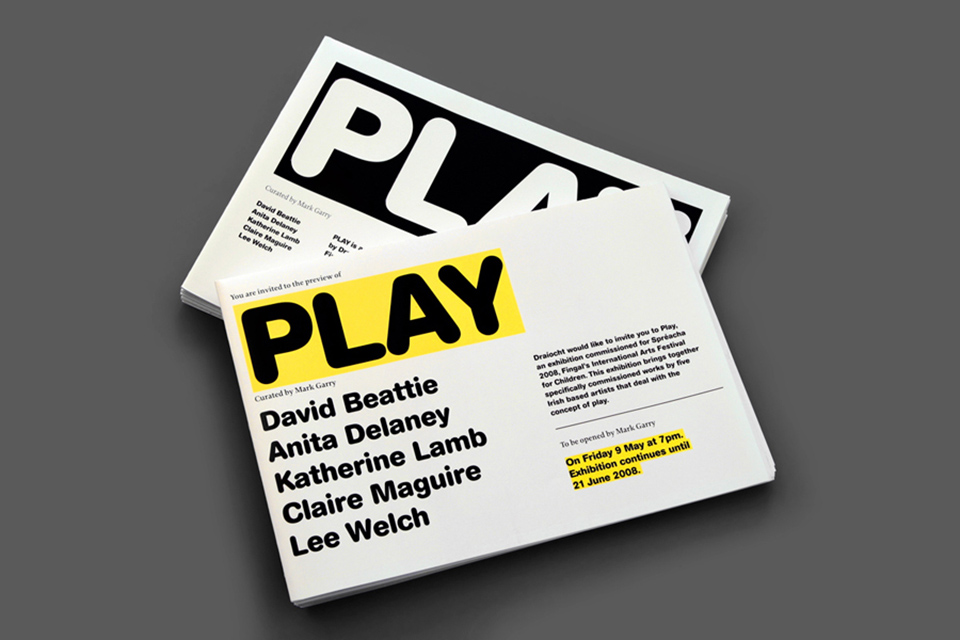 PLAY
Curated by Mark Garry
David Beattie
Anita Delaney
Katherine Lamb
Claire Maguire
Lee Welch
PLAY is
by
You are invited to the preview of
PLAY
Curated by Mark Garry
David Beattie
Anita Delaney
Katherine Lamb
Claire Maguire
Lee Welch
Draiocht would like to invite you to Play,
an exhibition commissioned for Spréacha
2008, Fingal's International Arts Festival
for Children. This exhibition brings together
specifically commissioned works by five
Irish based artists that deal with the
concept of play.
To be opened by Mark Garry
On Friday 9 May at 7pm.
Exhibition continues until
21 June 2008.